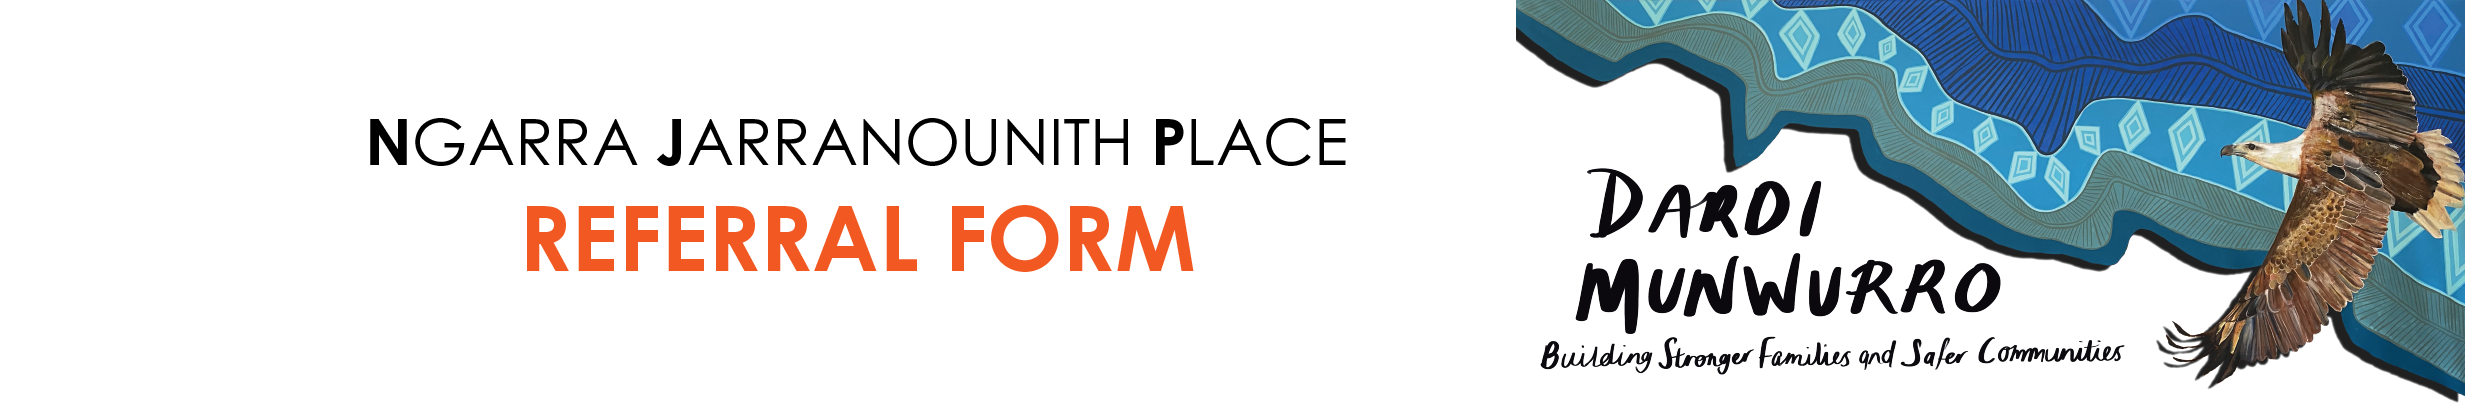 NGARRA JARRANOUNITH PLACE
REFERRAL FORM
DARDI
MUNWURRO
Building Stronger Families and Safer Communities